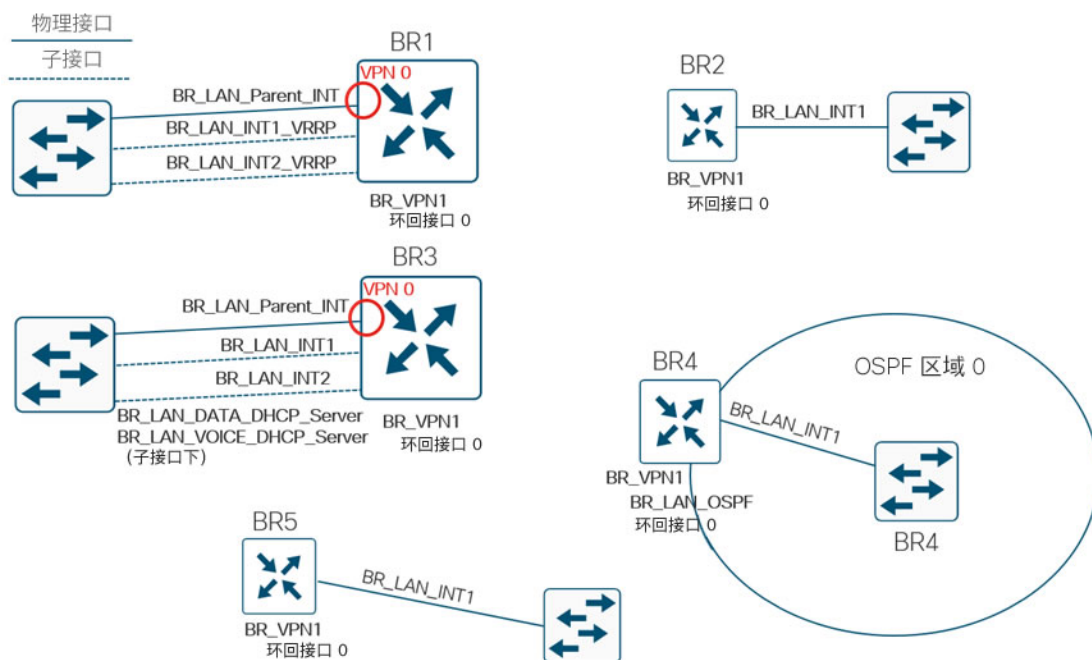 物理接口
子接口
BR1
VPN 0
BR_LAN_Parent_INT
BR_LAN_INT1_VRRP
BR_LAN_INT2_VRRP
BR_VPN1
环回接口 0
BR2
BR_LAN_INT1
BR_VPN1
环回接口 0
BR3
VPN 0
BR_LAN_Parent_INT
BR_LAN_INT1
BR_LAN_INT2
BR_LAN_DATA_DHCP_Server
BR_LAN_VOICE_DHCP_Server
(子接口下)
BR_VPN1
环回接口 0
BR4
OSPF 区域 0
BR_LAN_INT1
BR_VPN1
BR_LAN_OSPF
环回接口 0
BR4
BR5
BR_LAN_INT1
BR_VPN1
环回接口 0